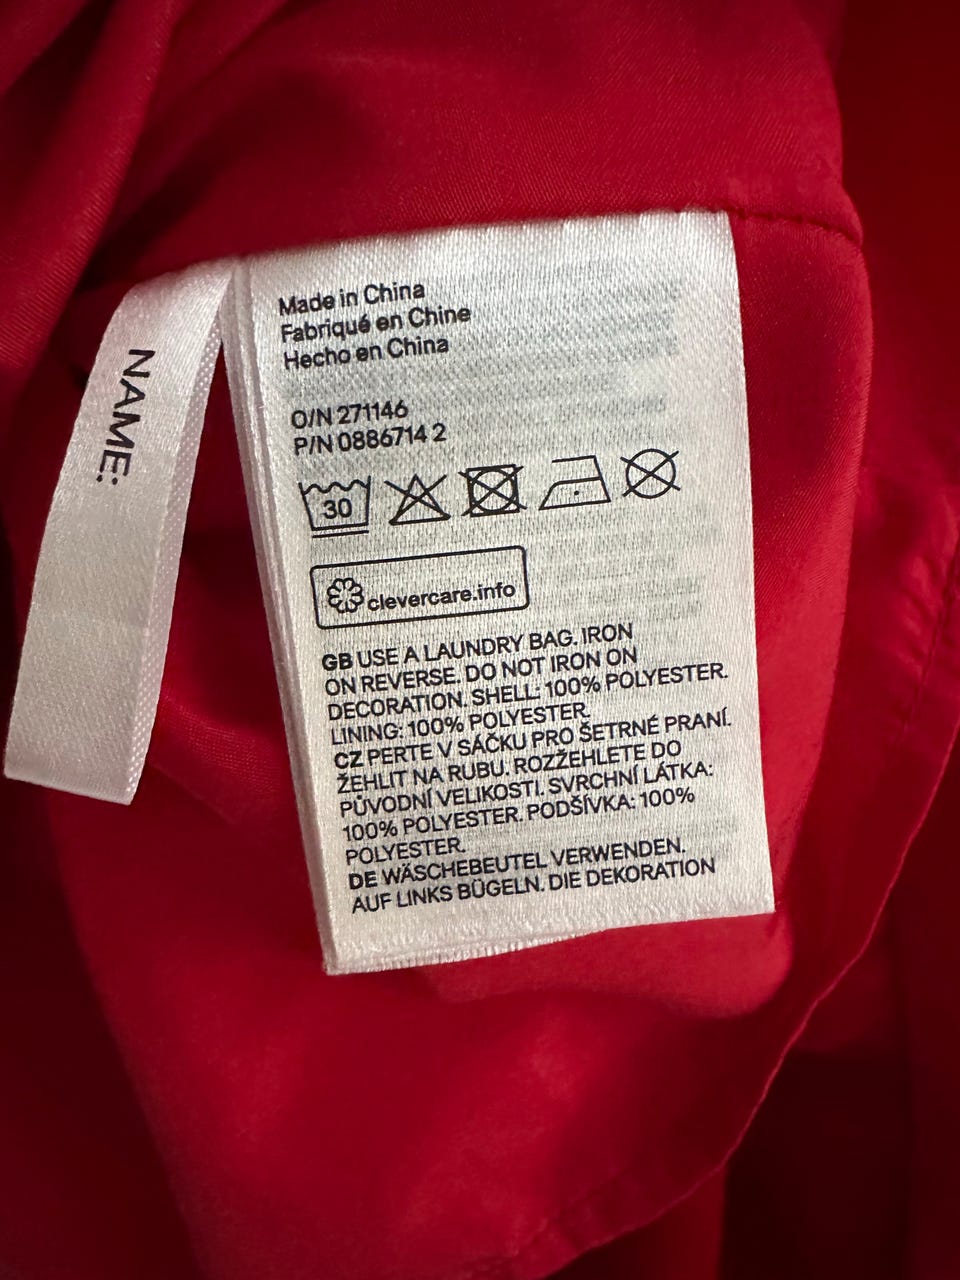 NAME:
Made in China
Fabriqué en Chine
Hecho en China
O/N 271146
P/N 0886714 2
30
clevercare.info
GB USE A LAUNDRY BAG. IRON
ON REVERSE. DO NOT IRON ON
DECORATION. SHELL: 100% POLYESTER.
LINING: 100% POLYESTER.
CZ PERTE V SÁČKU PRO ŠETRNÉ PRANÍ.
ŽEHLIT NA RUBU. ROZŽEHLETE DO
PŮVODNÍ VELIKOSTI. SVRCHNÍ LÁTKA:
100% POLYESTER. PODŠÍVKA: 100%
POLYESTER.
DE WÄSCHEBEUTEL VERWENDEN.
AUF LINKS BÜGELN. DIE DEKORATION